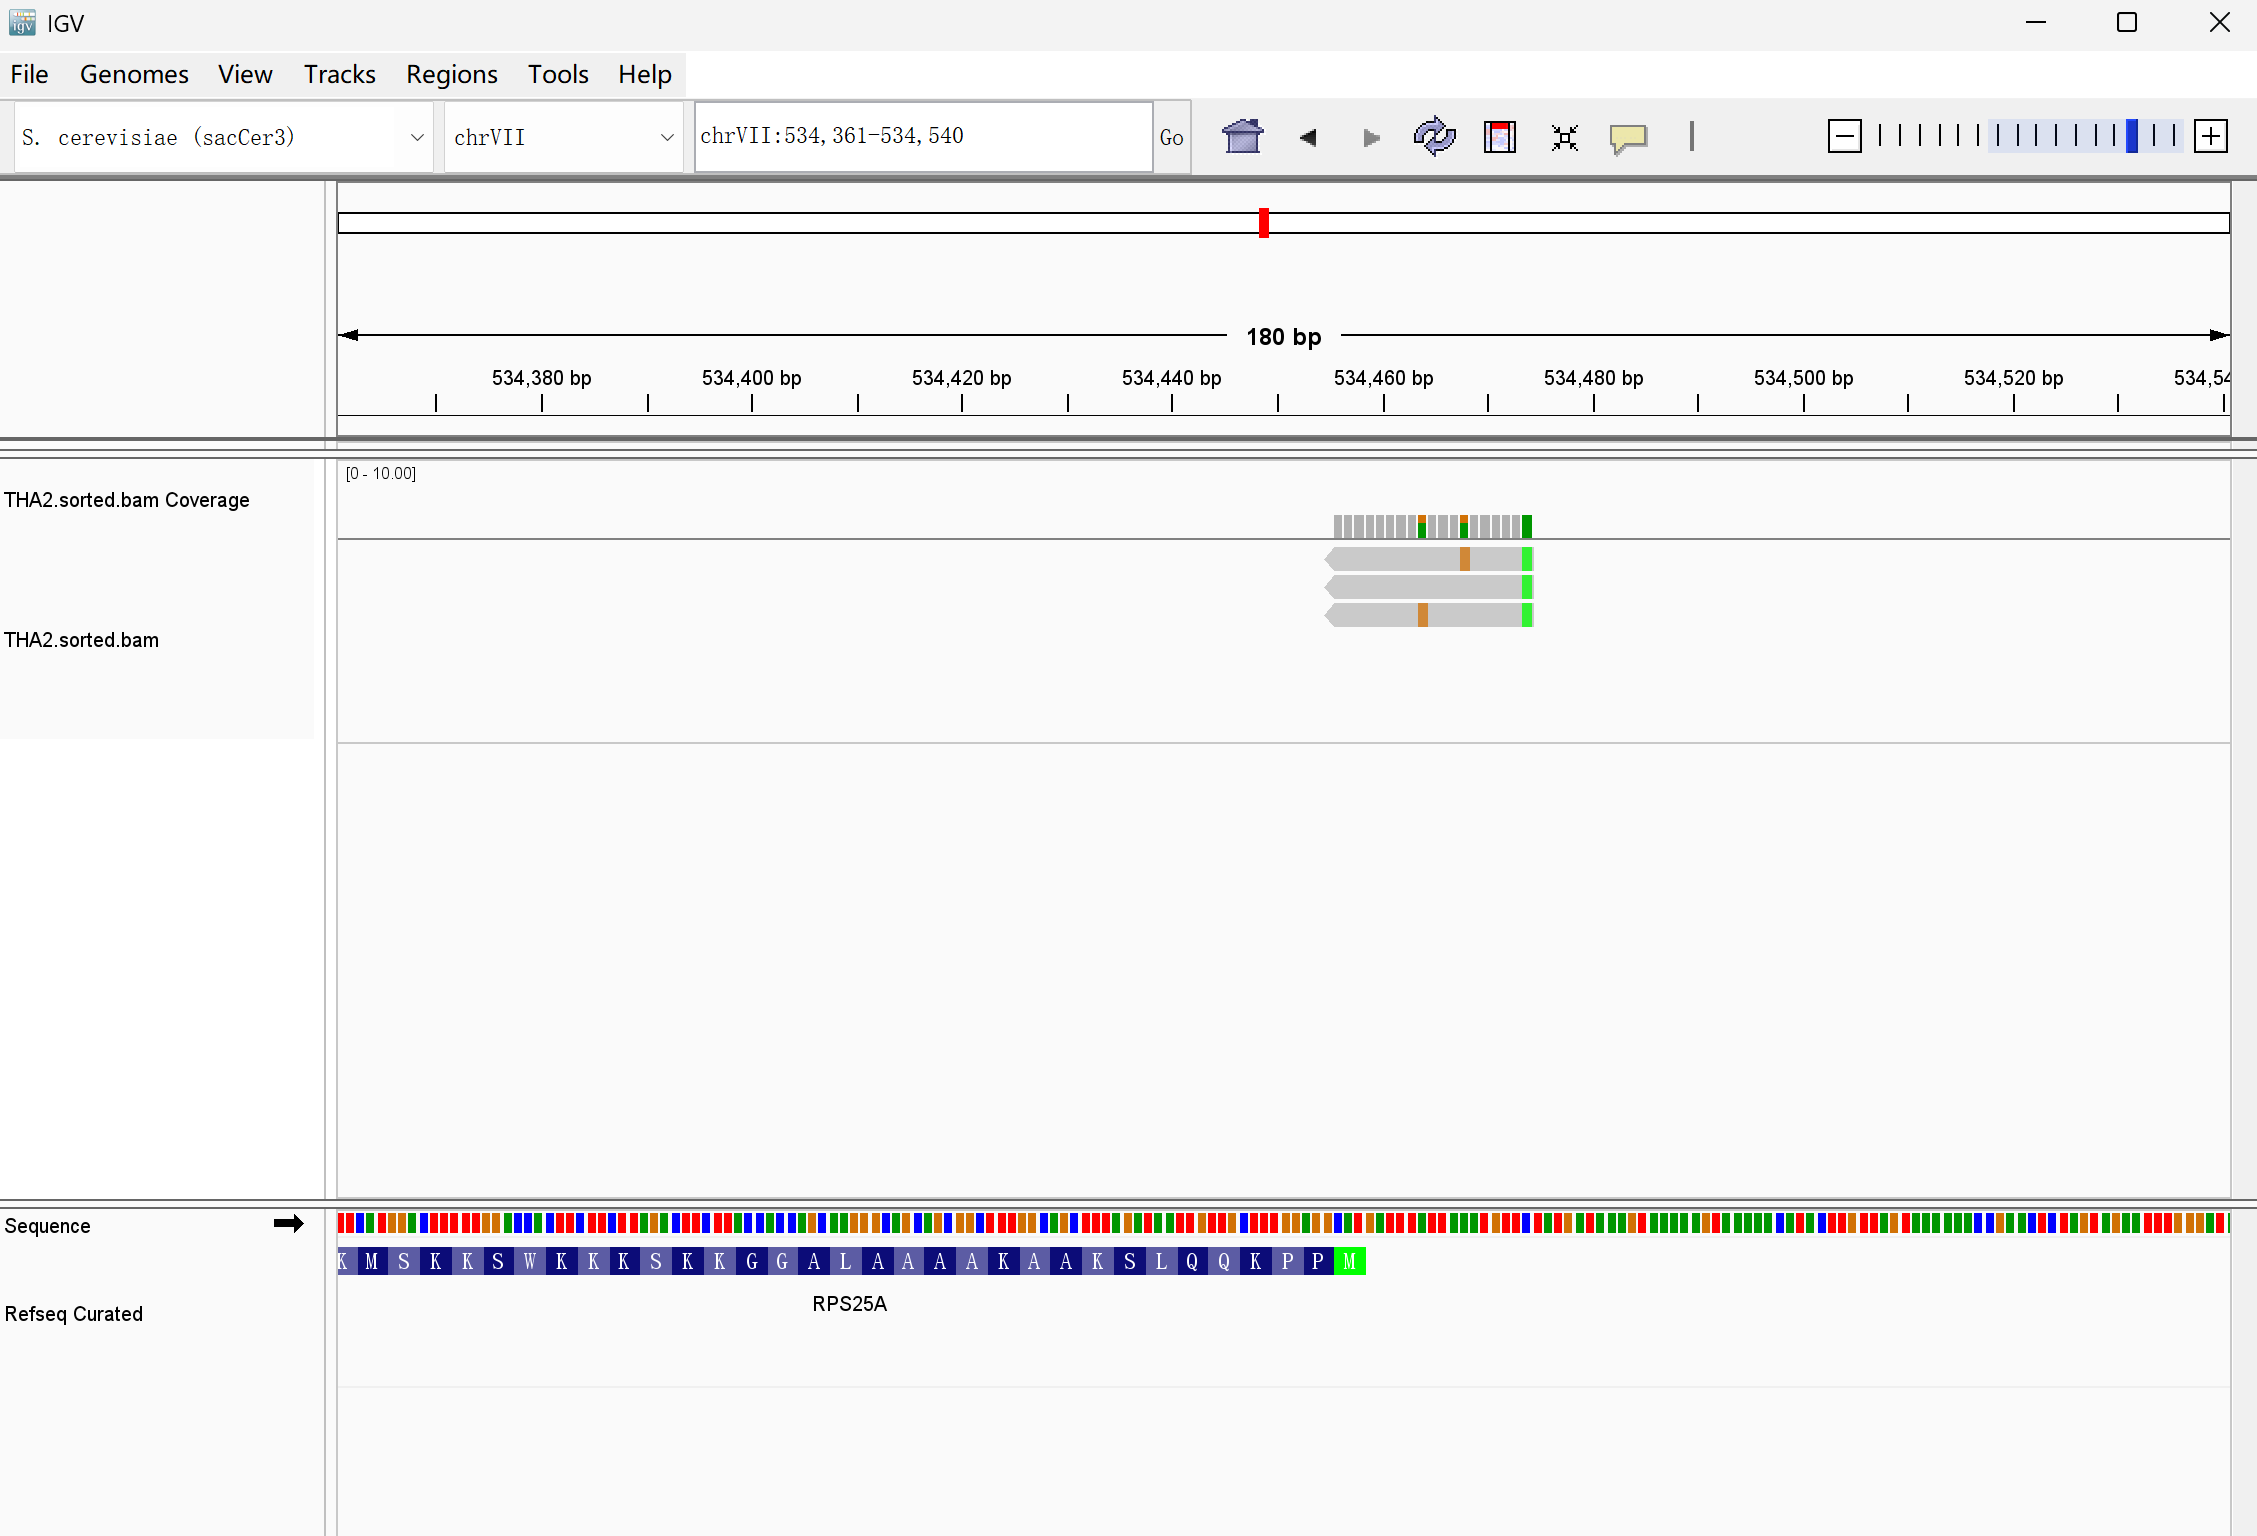 IGV
File Genomes View Tracks Regions Tools Help
S. cerevisiae (sacCer3) chrVII chrVII:534,361-534,540 Go
180 bp
534,380 bp 534,400 bp 534,420 bp 534,440 bp 534,460 bp 534,480 bp 534,500 bp 534,520 bp 534,54
[0 - 10.00]
THA2.sorted.bam Coverage
THA2.sorted.bam
Sequence
K M S K K S W K K K S K K G G A L A A A A K A A K S L Q Q K P P M
RPS25A
Refseq Curated